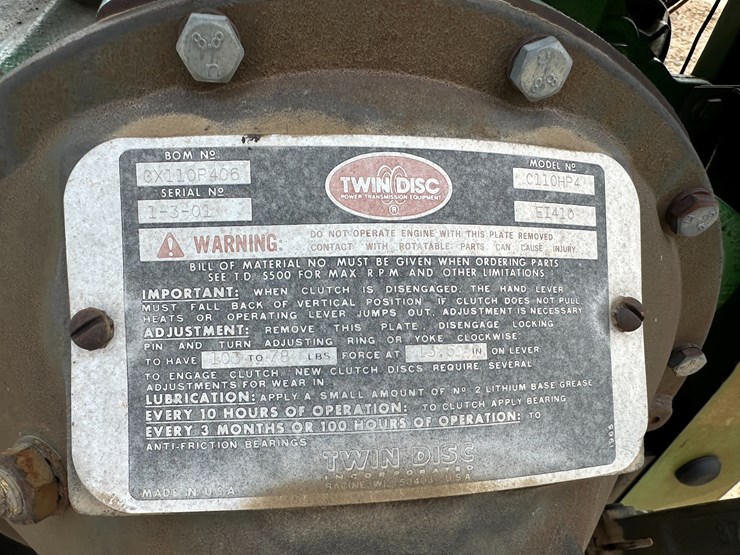 BOM Nº
MODEL Nº
X110P406
TWIN DISC
C110HP4
POWER TRANSMISSION EQUIPMENT
SERIAL Nº
®
1-3-01
WARNING:
DO NOT OPERATE ENGINE WITH THIS PLATE REMOVED
CONTACT WITH ROTATABLE PARTS CAN CAUSE INJURY
BILL OF MATERIAL NO. MUST BE GIVEN WHEN ORDERING PARTS
SEE T.D. S500 FOR MAX R.P.M. AND OTHER LIMITATIONS
IMPORTANT: WHEN CLUTCH IS DISENGAGED. THE HAND LEVER
MUST FALL BACK OF VERTICAL POSITION. IF CLUTCH DOES NOT PULL
HEATS OR OPERATING LEVER JUMPS OUT. ADJUSTMENT IS NECESSARY
ADJUSTMENT: REMOVE THIS PLATE. DISENGAGE LOCKING
PIN AND TURN ADJUSTING RING OR YOKE CLOCKWISE
TO HAVE TO 78 LBS FORCE AT IN ON LEVER
TO ENGAGE CLUTCH NEW CLUTCH DISCS REQUIRE SEVERAL
ADJUSTMENTS FOR WEAR IN
LUBRICATION: APPLY A SMALL AMOUNT OF Nº 2 LITHIUM BASE GREASE
EVERY 10 HOURS OF OPERATION: TO CLUTCH APPLY BEARING
EVERY 3 MONTHS OR 100 HOURS OF OPERATION: TO
ANTI-FRICTION BEARINGS
TWIN DISC
INCORPORATED
RACINE, WI. 53403 U.S.A.
MADE IN U.S.A.